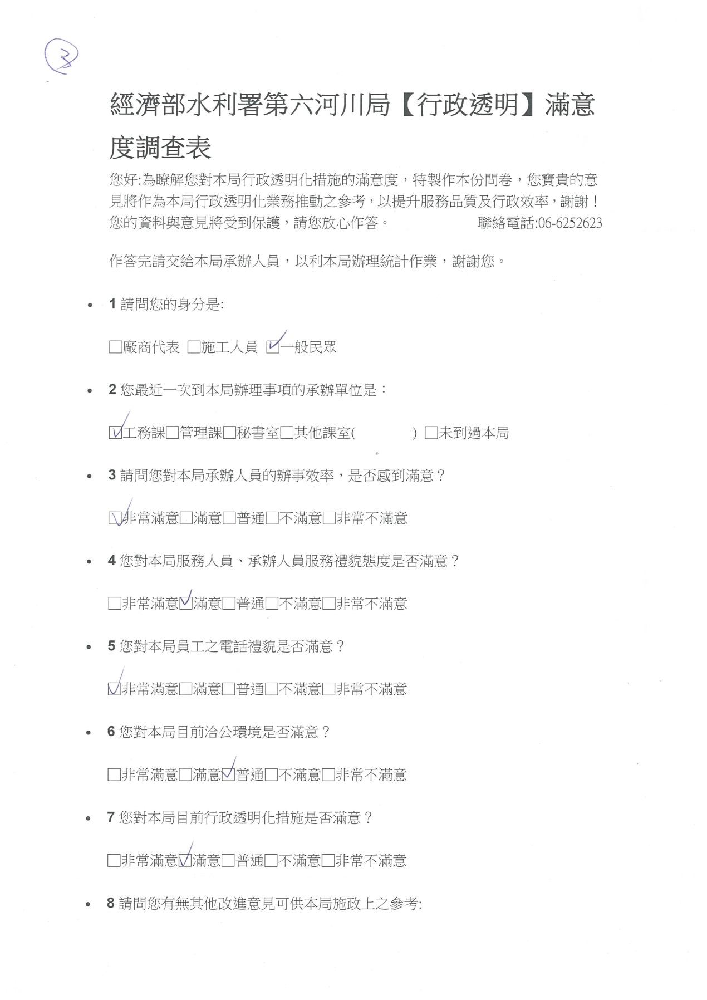 3
經濟部水利署第六河川局【行政透明】滿意
度調查表
您好:為瞭解您對本局行政透明化措施的滿意度，特製作本份問卷，您寶貴的意
見將作為本局行政透明化業務推動之參考，以提升服務品質及行政效率，謝謝！
您的資料與意見將受到保護，請您放心作答。 聯絡電話:06-6252623
作答完請交給本局承辦人員，以利本局辦理統計作業，謝謝您。
• 1 請問您的身分是:
□廠商代表 □施工人員 ☑一般民眾
• 2 您最近一次到本局辦理事項的承辦單位是：
☑工務課□管理課□秘書室□其他課室( ) □未到過本局
• 3 請問您對本局承辦人員的辦事效率，是否感到滿意？
☑非常滿意□滿意□普通□不滿意□非常不滿意
• 4 您對本局服務人員、承辦人員服務禮貌態度是否滿意？
□非常滿意☑滿意□普通□不滿意□非常不滿意
• 5 您對本局員工之電話禮貌是否滿意？
☑非常滿意□滿意□普通□不滿意□非常不滿意
• 6 您對本局目前洽公環境是否滿意？
□非常滿意□滿意☑普通□不滿意□非常不滿意
• 7 您對本局目前行政透明化措施是否滿意？
□非常滿意☑滿意□普通□不滿意□非常不滿意
• 8 請問您有無其他改進意見可供本局施政上之參考: